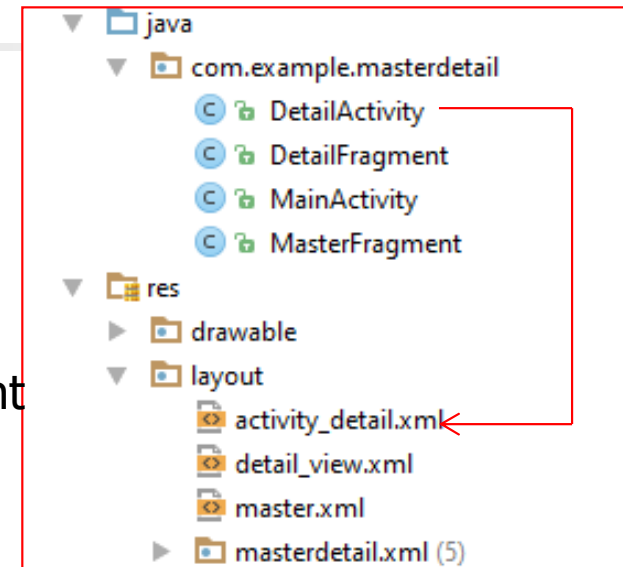 java
com.example.masterdetail
DetailActivity
DetailFragment
MainActivity
MasterFragment
res
drawable
layout
nt
activity_detail.xml
detail_view.xml
master.xml
masterdetail.xml (5)